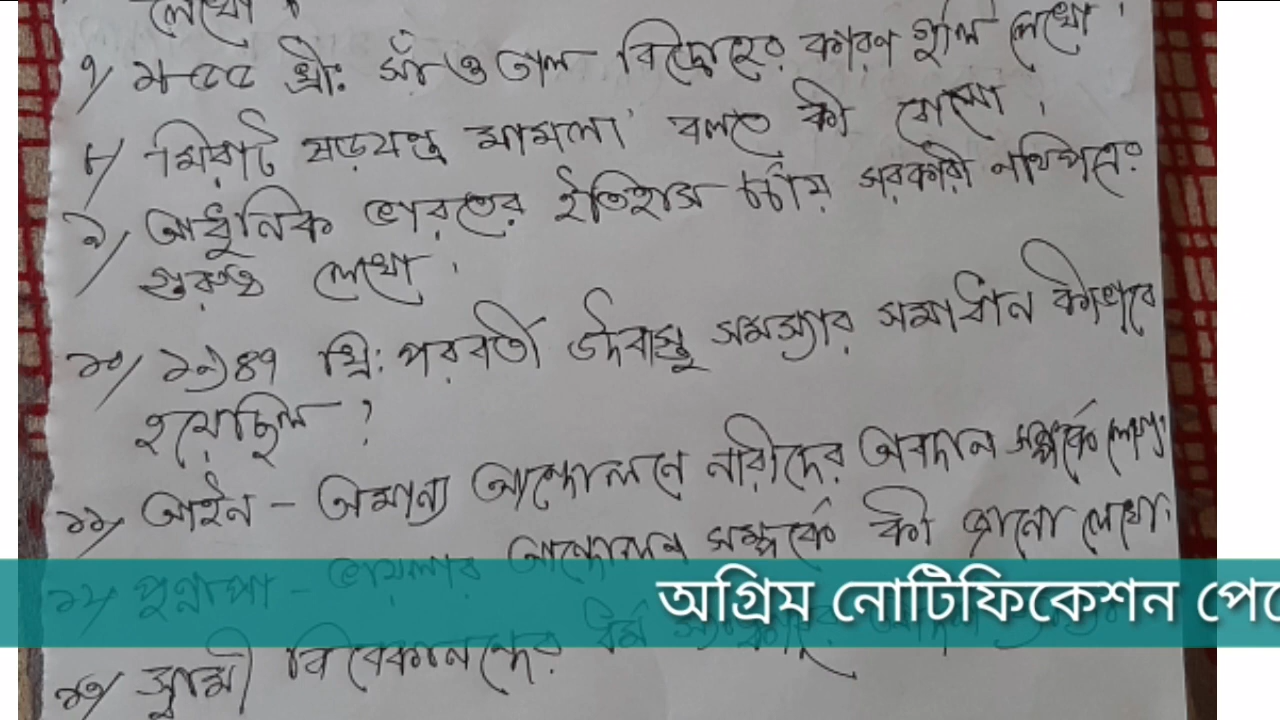 লেখো।
৭/ ১৮৫৫ খ্রী: সাঁওতাল বিদ্রোহের কারণ গুলি লেখো।
৮/ মিরাট ষড়যন্ত্র মামলা বলতে কী বোঝো।
৯/ আধুনিক ভারতের ইতিহাস চর্চায় সরকারী নথিপত্রের
গুরুত্ব লেখো।
১০/ ১৯৪৭ খ্রি: পরবর্তী উদবাস্তু সমস্যার সমাধান কীভাবে
হয়েছিল?
১১/ আইন - অমান্য আন্দোলনে নারীদের অবদান সম্পর্কে লেখো
১২/ পুন্নাপ্রা - ভায়লার আন্দোলন সম্পর্কে কী জানো লেখো।
অগ্রিম নোটিফিকেশন পেতে
১৩/ স্বামী বিবেকানন্দের ধর্ম